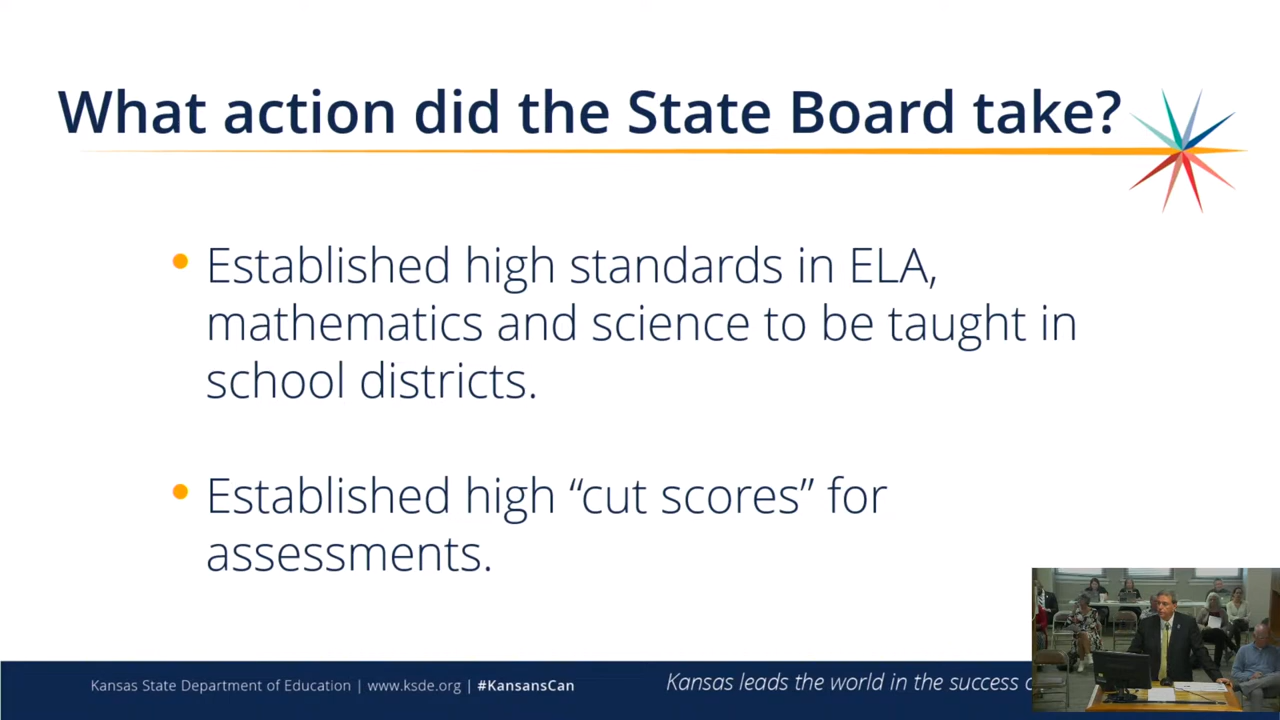 What action did the State Board take?
• Established high standards in ELA,
mathematics and science to be taught in
school districts.
• Established high “cut scores” for
assessments.
Kansas State Department of Education | www.ksde.org | #KansansCan
Kansas leads the world in the success